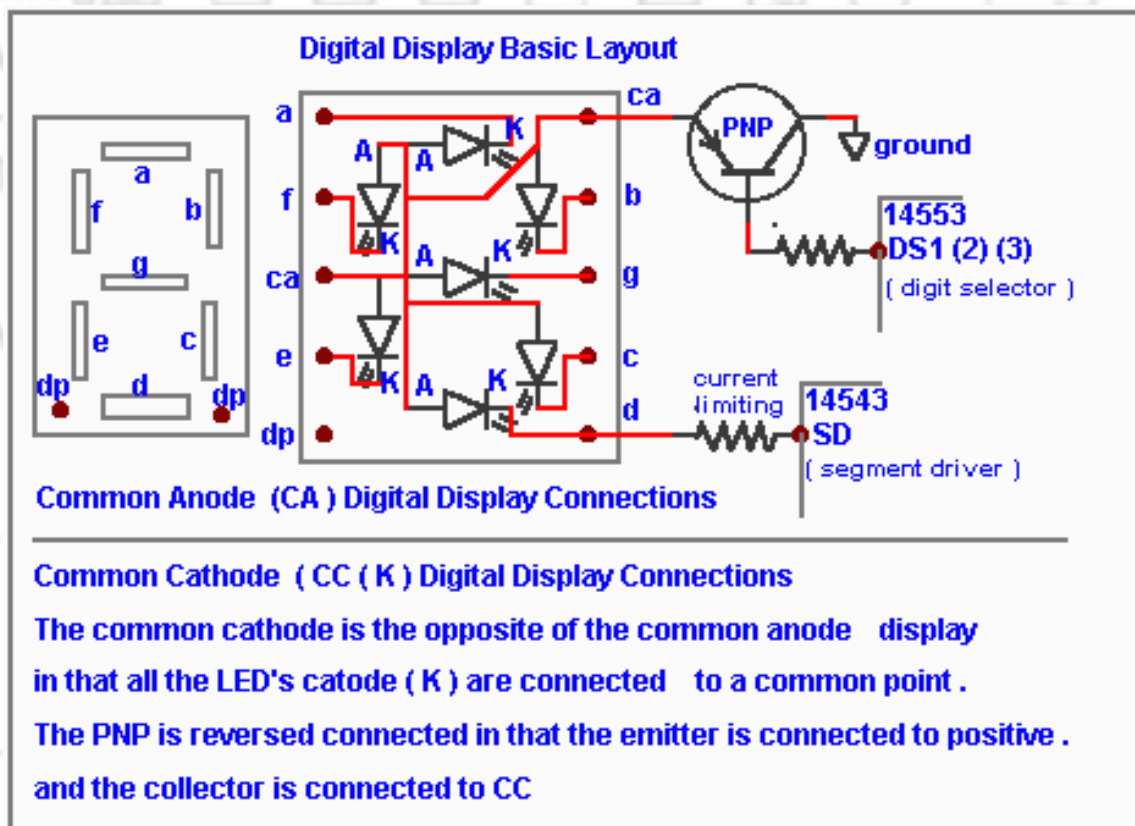 Digital Display Basic Layout
a
f
b
g
e
c
d
dp
dp
a
f
ca
e
dp
A
K
A
K
A
K
K
A
K
ca
b
g
c
d
PNP
ground
14553
DS1 (2) (3)
( digit selector )
current
limiting
14543
SD
( segment driver )
Common Anode (CA ) Digital Display Connections
Common Cathode ( CC ( K ) Digital Display Connections
The common cathode is the opposite of the common anode display
in that all the LED's catode ( K ) are connected to a common point .
The PNP is reversed connected in that the emitter is connected to positive .
and the collector is connected to CC